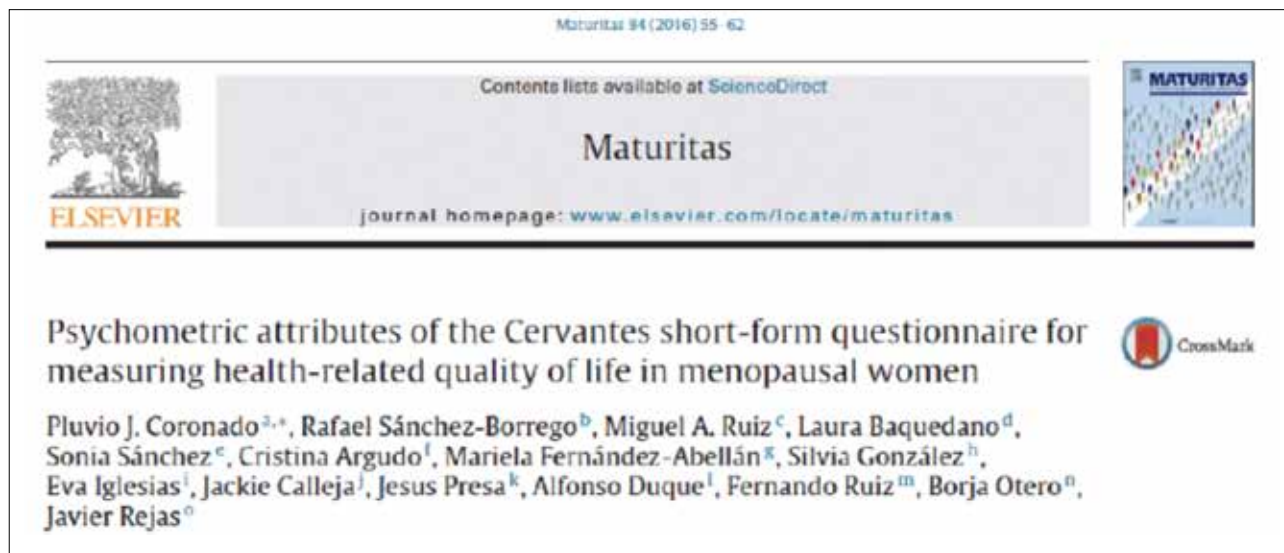 Maturitas 84 (2016) 55–62
Contents lists available at ScienceDirect
MATURITAS
Maturitas
ELSEVIER
journal homepage: www.elsevier.com/locate/maturitas
Psychometric attributes of the Cervantes short-form questionnaire for
measuring health-related quality of life in menopausal women
CrossMark
Pluvio J. Coronado a,*, Rafael Sánchez-Borrego b, Miguel A. Ruiz c, Laura Baquedano d,
Sonia Sánchez e, Cristina Argudo f, Mariela Fernández-Abellán g, Silvia González h,
Eva Iglesias i, Jackie Calleja j, Jesus Presa k, Alfonso Duque l, Fernando Ruiz m, Borja Otero n,
Javier Rejas o